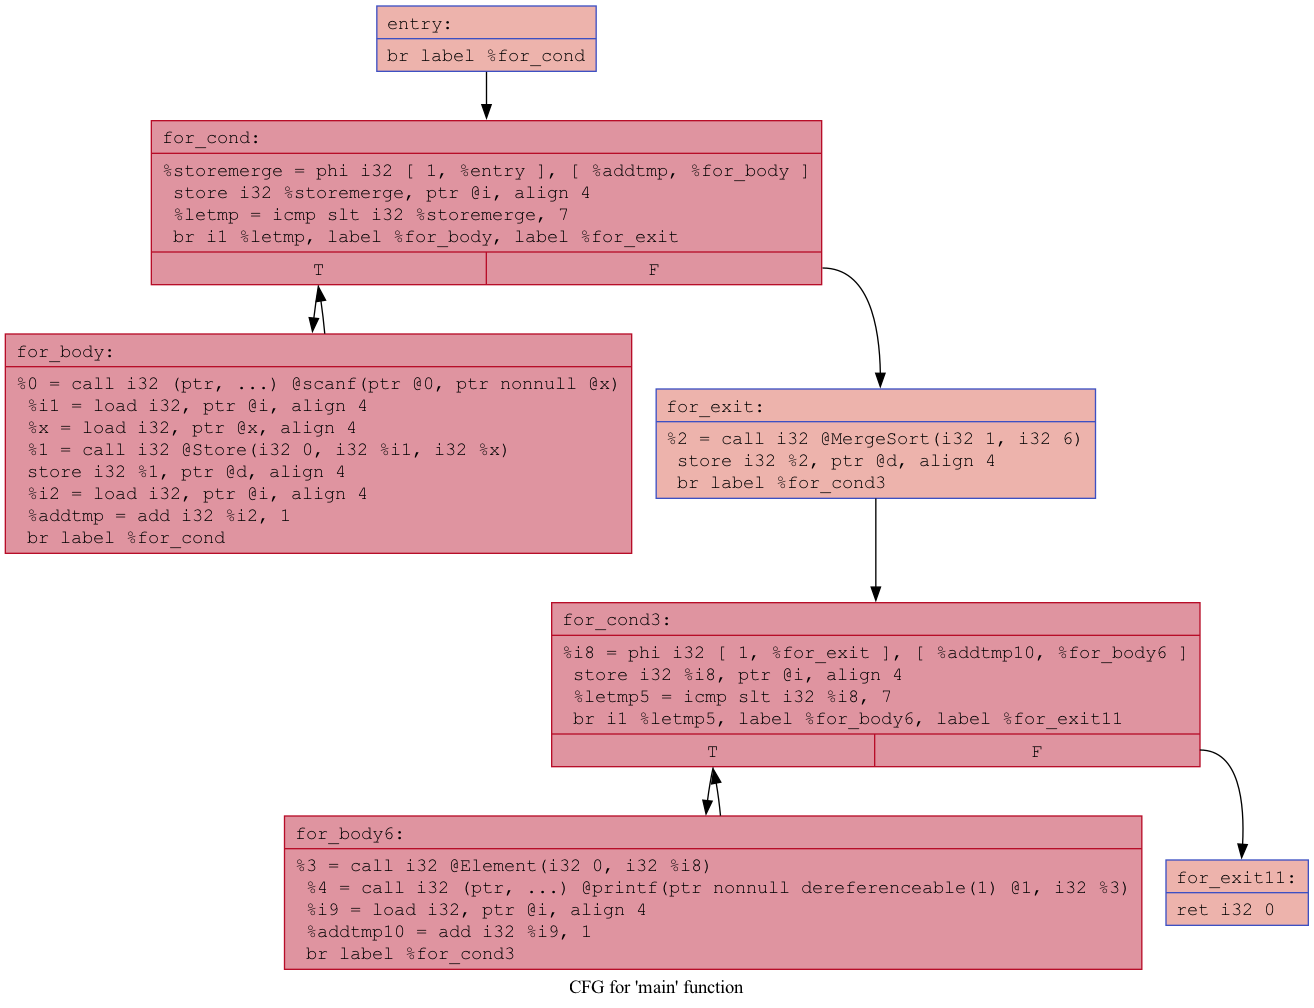 entry:
br label %for_cond
for_cond:
%storemerge = phi i32 [ 1, %entry ], [ %addtmp, %for_body ]
store i32 %storemerge, ptr @i, align 4
%letmp = icmp slt i32 %storemerge, 7
br i1 %letmp, label %for_body, label %for_exit
T
F
for_body:
%0 = call i32 (ptr, ...) @scanf(ptr @0, ptr nonnull @x)
%i1 = load i32, ptr @i, align 4
%x = load i32, ptr @x, align 4
%1 = call i32 @Store(i32 0, i32 %i1, i32 %x)
store i32 %1, ptr @d, align 4
%i2 = load i32, ptr @i, align 4
%addtmp = add i32 %i2, 1
br label %for_cond
for_exit:
%2 = call i32 @MergeSort(i32 1, i32 6)
store i32 %2, ptr @d, align 4
br label %for_cond3
for_cond3:
%i8 = phi i32 [ 1, %for_exit ], [ %addtmp10, %for_body6 ]
store i32 %i8, ptr @i, align 4
%letmp5 = icmp slt i32 %i8, 7
br i1 %letmp5, label %for_body6, label %for_exit11
T
F
for_body6:
%3 = call i32 @Element(i32 0, i32 %i8)
%4 = call i32 (ptr, ...) @printf(ptr nonnull dereferenceable(1) @1, i32 %3)
%i9 = load i32, ptr @i, align 4
%addtmp10 = add i32 %i9, 1
br label %for_cond3
for_exit11:
ret i32 0
CFG for 'main' function